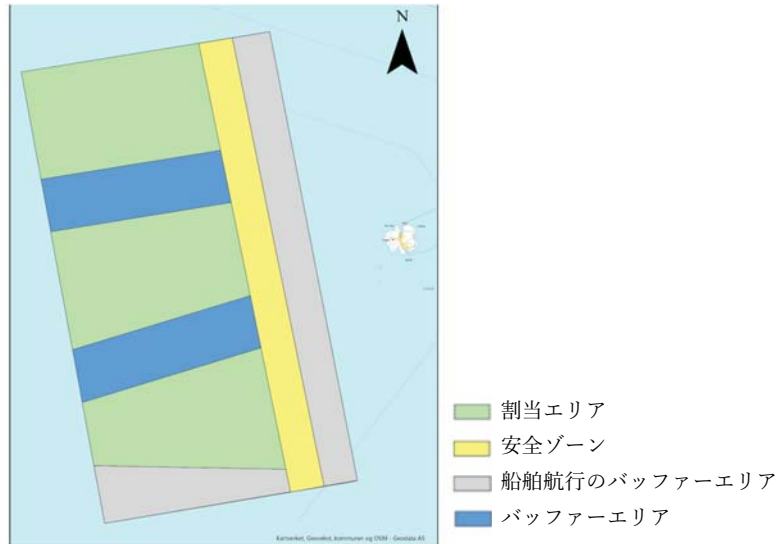 N
割当エリア
安全ゾーン
船舶航行のバッファーエリア
バッファーエリア
Kartverket, Geovekst, kommuner og OSM - Geodata AS